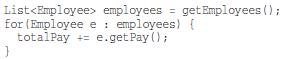 List<Employee> employees = getEmployees();
for(Employee e : employees) {
  totalPay += e.getPay();
}